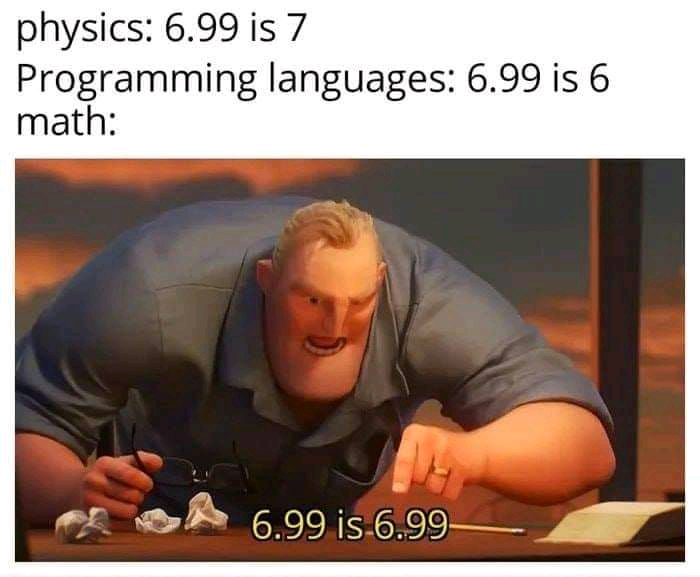 physics: 6.99 is 7
Programming languages: 6.99 is 6
math:
6.99 is 6.99